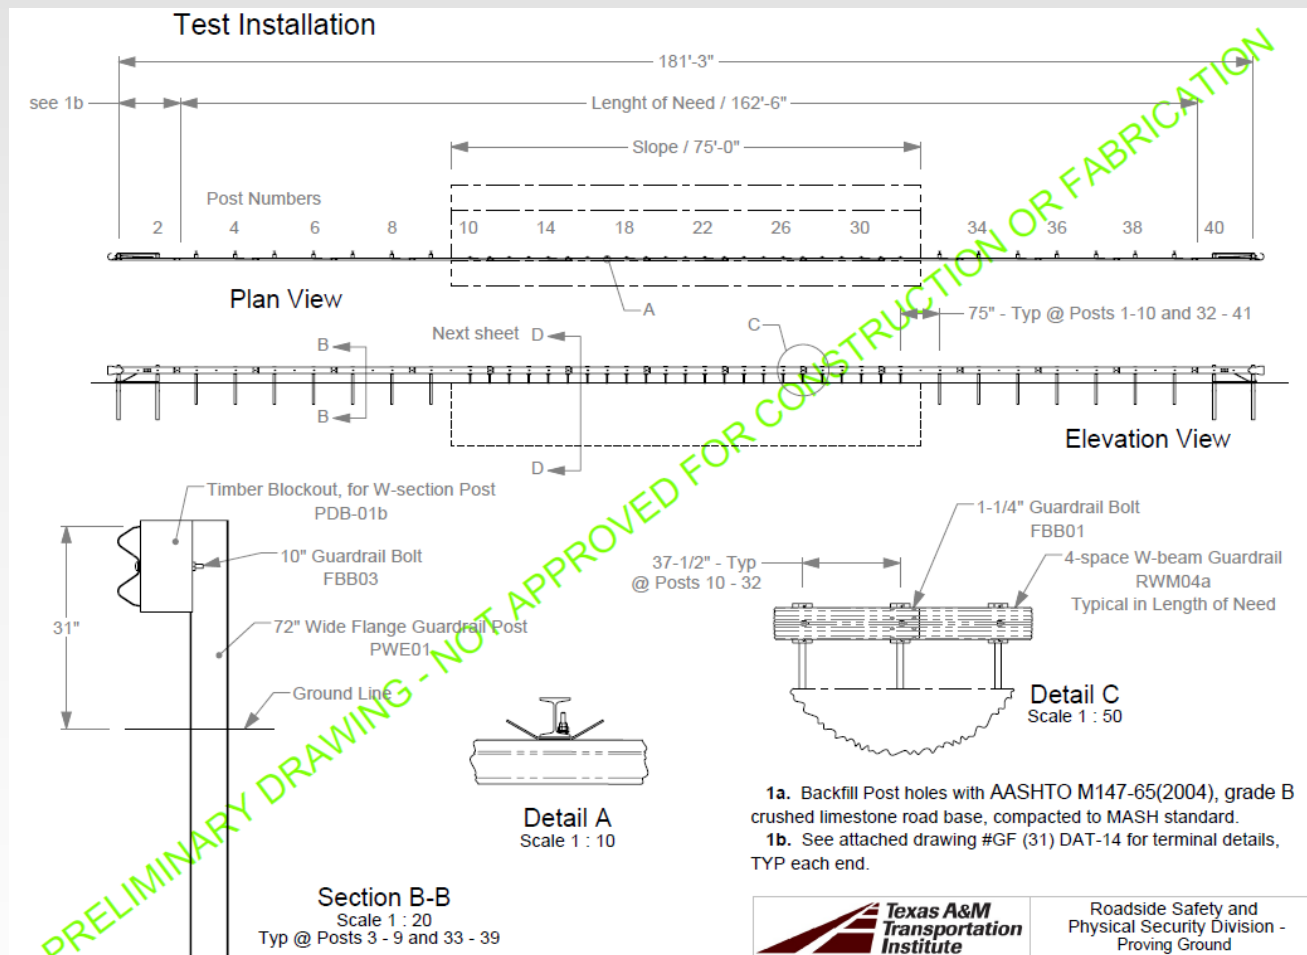 Test Installation
181'-3"
see 1b
Lenght of Need / 162'-6"
Slope / 75'-0"
Post Numbers
2 4 6 8 10 14 18 22 26 30 34 36 38 40
Plan View
A
75" - Typ @ Posts 1-10 and 32 - 41
Next sheet
B
D
C
B
D
Elevation View
Timber Blockout, for W-section Post
PDB-01b
10" Guardrail Bolt
FBB03
31"
72" Wide Flange Guardrail Post
PWE01
Ground Line
Section B-B
Scale 1 : 20
Typ @ Posts 3 - 9 and 33 - 39
Detail A
Scale 1 : 10
1-1/4" Guardrail Bolt
FBB01
37-1/2" - Typ
@ Posts 10 - 32
4-space W-beam Guardrail
RWM04a
Typical in Length of Need
Detail C
Scale 1 : 50
1a. Backfill Post holes with AASHTO M147-65(2004), grade B
crushed limestone road base, compacted to MASH standard.
1b. See attached drawing #GF (31) DAT-14 for terminal details,
TYP each end.
Texas A&M
Transportation
Institute
Roadside Safety and
Physical Security Division -
Proving Ground
PRELIMINARY DRAWING - NOT APPROVED FOR CONSTRUCTION OR FABRICATION